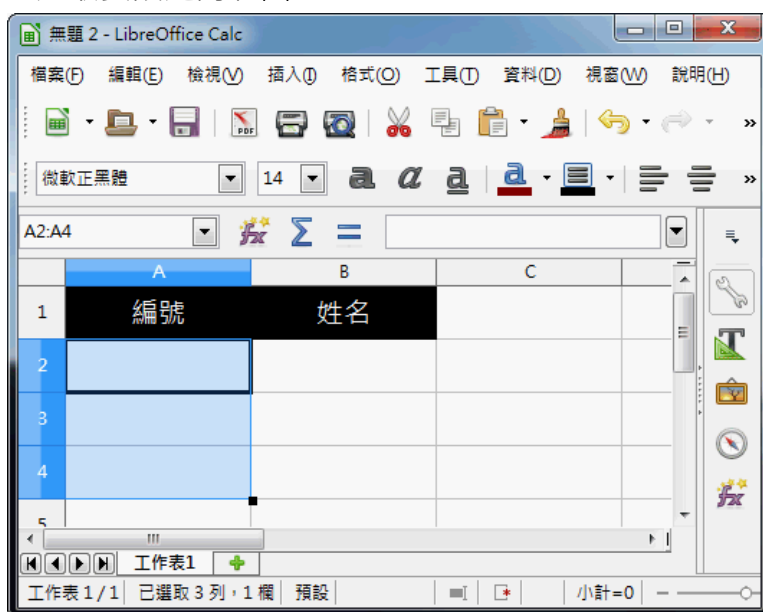 無題 2 - LibreOffice Calc
檔案(F) 編輯(E) 檢視(V) 插入(I) 格式(O) 工具(T) 資料(D) 視窗(W) 說明(H)
PDF
微軟正黑體 14 a a a a
A2:A4 fx Σ =
A B C
1 編號 姓名
2
3
4
5
工作表1
工作表 1 / 1 已選取 3 列，1 欄 預設 小計=0